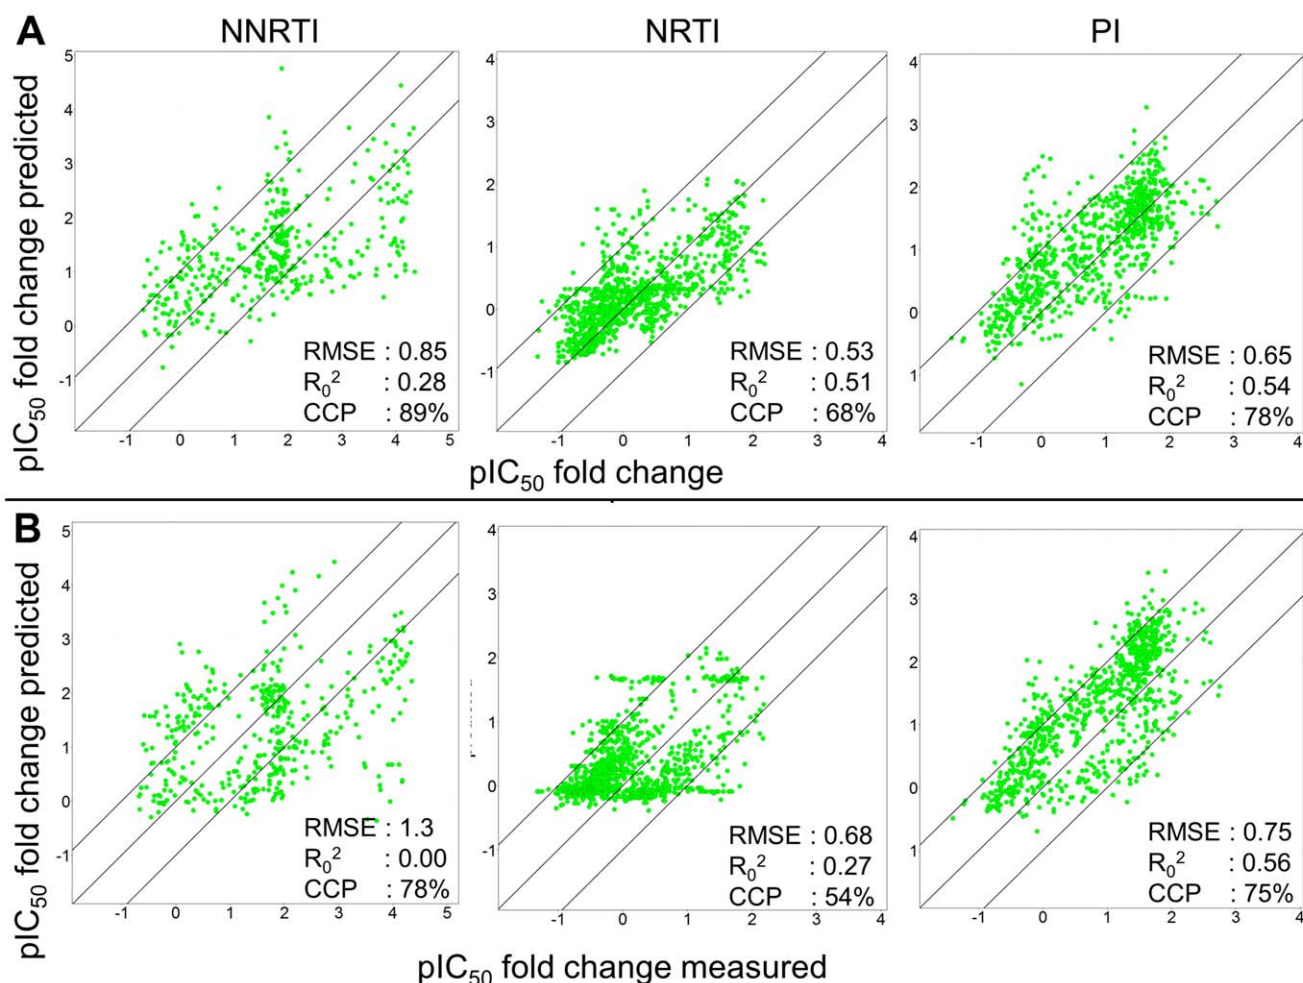 A
NNRTI
NRTI
PI
pIC50 fold change predicted
5
4
3
2
1
0
-1
RMSE : 0.85
R0² : 0.28
CCP : 89%
-1 0 1 2 3 4 5
4
3
2
1
0
-1
RMSE : 0.53
R0² : 0.51
CCP : 68%
0 1 2 3 4
4
3
2
1
0
1
RMSE : 0.65
R0² : 0.54
CCP : 78%
-1 0 1 2 3 4
pIC50 fold change
B
pIC50 fold change predicted
5
4
3
2
1
0
-1
RMSE : 1.3
R0² : 0.00
CCP : 78%
-1 0 1 2 3 4 5
4
3
2
1
0
-1
RMSE : 0.68
R0² : 0.27
CCP : 54%
0 1 2 3 4
4
3
2
1
0
1
RMSE : 0.75
R0² : 0.56
CCP : 75%
-1 0 1 2 3 4
pIC50 fold change measured